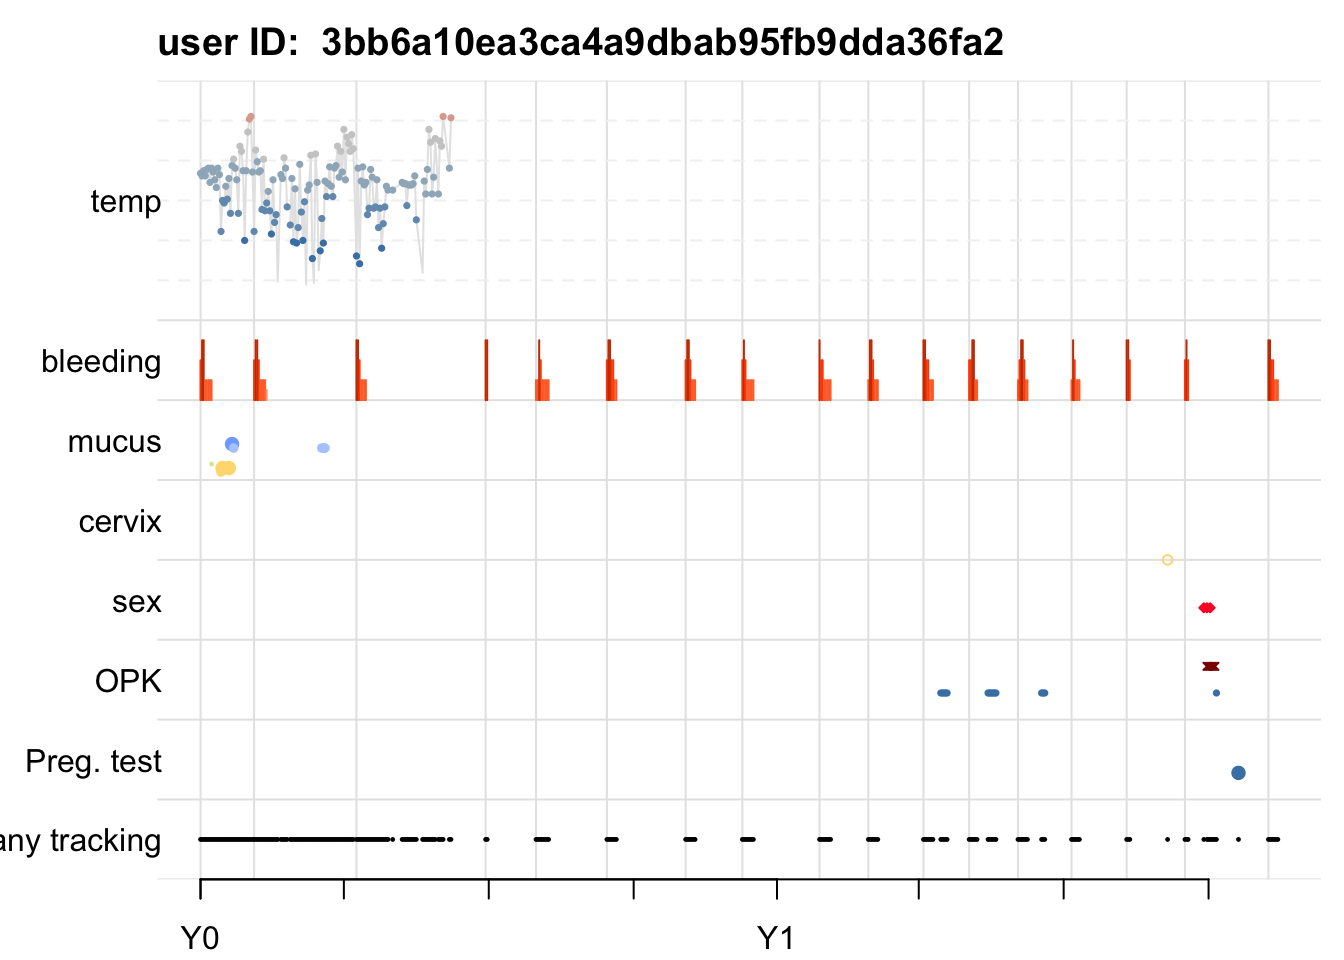 user ID:  3bb6a10ea3ca4a9dbab95fb9dda36fa2
temp
bleeding
mucus
cervix
sex
OPK
Preg. test
any tracking
Y0
Y1